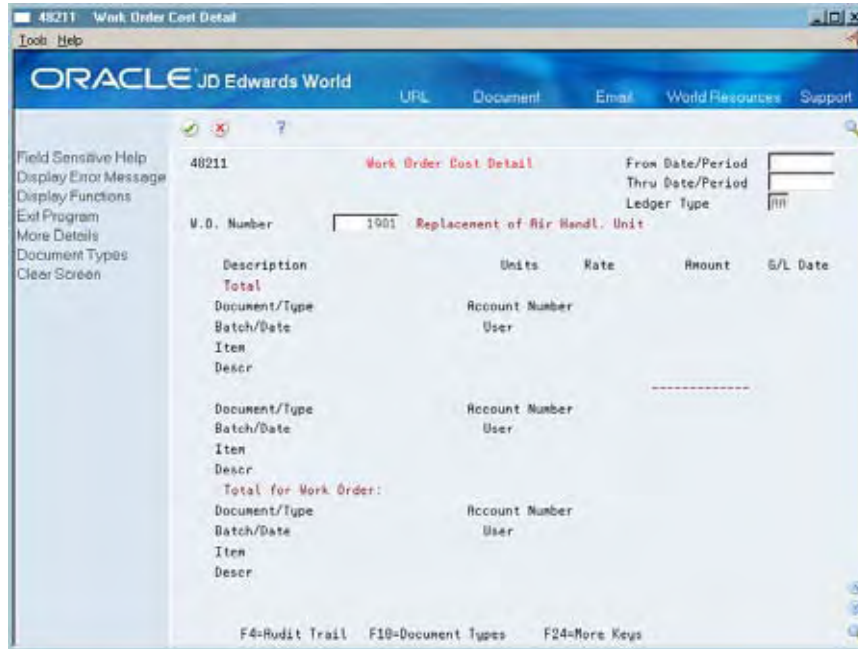 48211 Work Order Cost Detail
Tools Help
ORACLE JD Edwards World
URL Document Email World Resources Support
?
Field Sensitive Help
Display Error Message
Display Functions
Exit Program
More Details
Document Types
Clear Screen
48211 Work Order Cost Detail From Date/Period
Thru Date/Period
Ledger Type AA
W.O. Number 1901 Replacement of Air Handl. Unit
Description Units Rate Amount G/L Date
Total
Document/Type Account Number
Batch/Date User
Item
Descr
-------------
Document/Type Account Number
Batch/Date User
Item
Descr
Total for Work Order:
Document/Type Account Number
Batch/Date User
Item
Descr
F4=Audit Trail F10=Document Types F24=More Keys